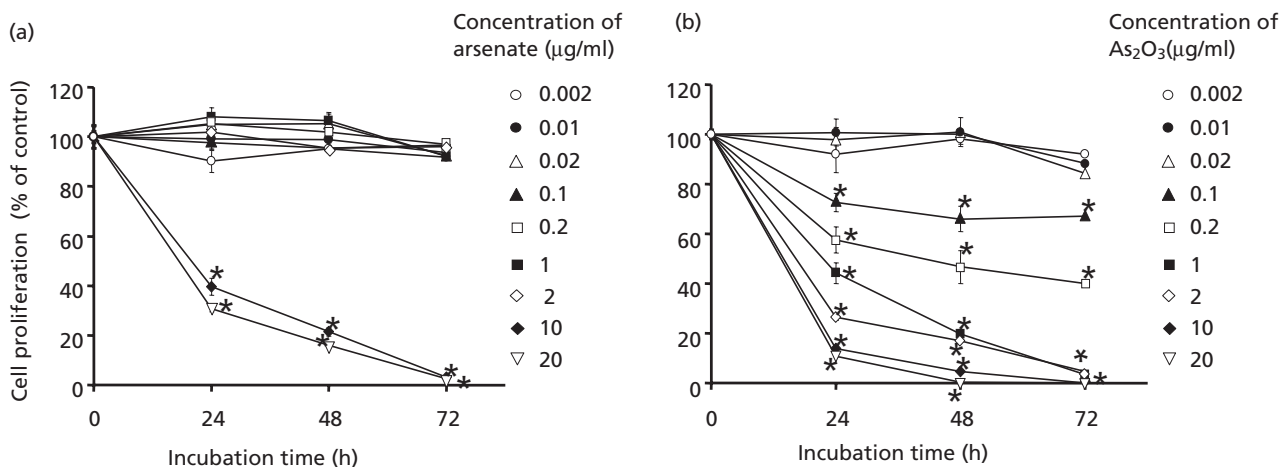 (a)
Concentration of
arsenate (μg/ml)
0.002
0.01
0.02
0.1
0.2
1
2
10
20
Cell proliferation (% of control)
120
100
80
60
40
20
0
0 24 48 72
Incubation time (h)
* * * * * *
(b)
Concentration of
As₂O₃(μg/ml)
0.002
0.01
0.02
0.1
0.2
1
2
10
20
120
100
80
60
40
20
0
0 24 48 72
Incubation time (h)